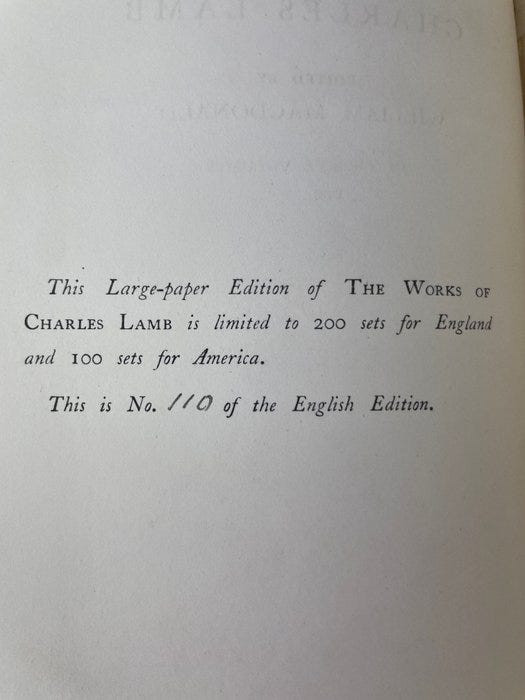 This Large-paper Edition of THE WORKS OF
CHARLES LAMB is limited to 200 sets for England
and 100 sets for America.
This is No. 110 of the English Edition.